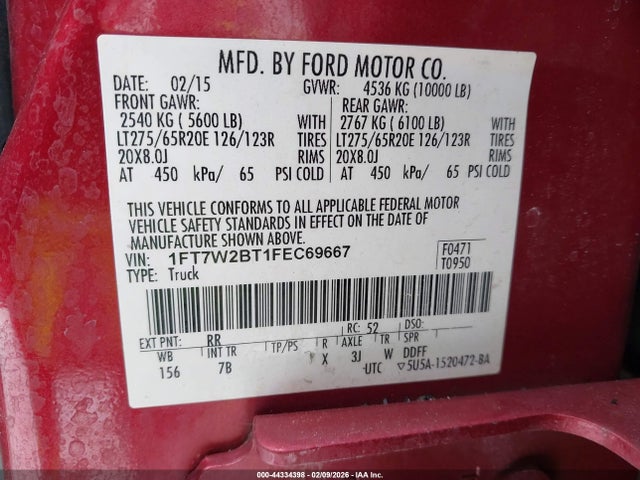 MFD. BY FORD MOTOR CO.
DATE: 02/15 GVWR: 4536 KG (10000 LB)
FRONT GAWR: REAR GAWR:
2540 KG ( 5600 LB) WITH 2767 KG ( 6100 LB) WITH
LT275/65R20E 126/123R TIRES LT275/65R20E 126/123R TIRES
20X8.0J RIMS 20X8.0J RIMS
AT 450 kPa/ 65 PSI COLD AT 450 kPa/ 65 PSI COLD
THIS VEHICLE CONFORMS TO ALL APPLICABLE FEDERAL MOTOR
VEHICLE SAFETY STANDARDS IN EFFECT ON THE DATE OF
MANUFACTURE SHOWN ABOVE.
VIN: 1FT7W2BT1FEC69667 F0471
TYPE: Truck T0950
EXT PNT: RR RC: 52 DSO:
WB INT TR TP/PS R AXLE TR SPR
156 7B X 3J W DDFF
UTC ▽5U5A-1520472-BA
000-44334398 - 02/09/2026 - IAA Inc.